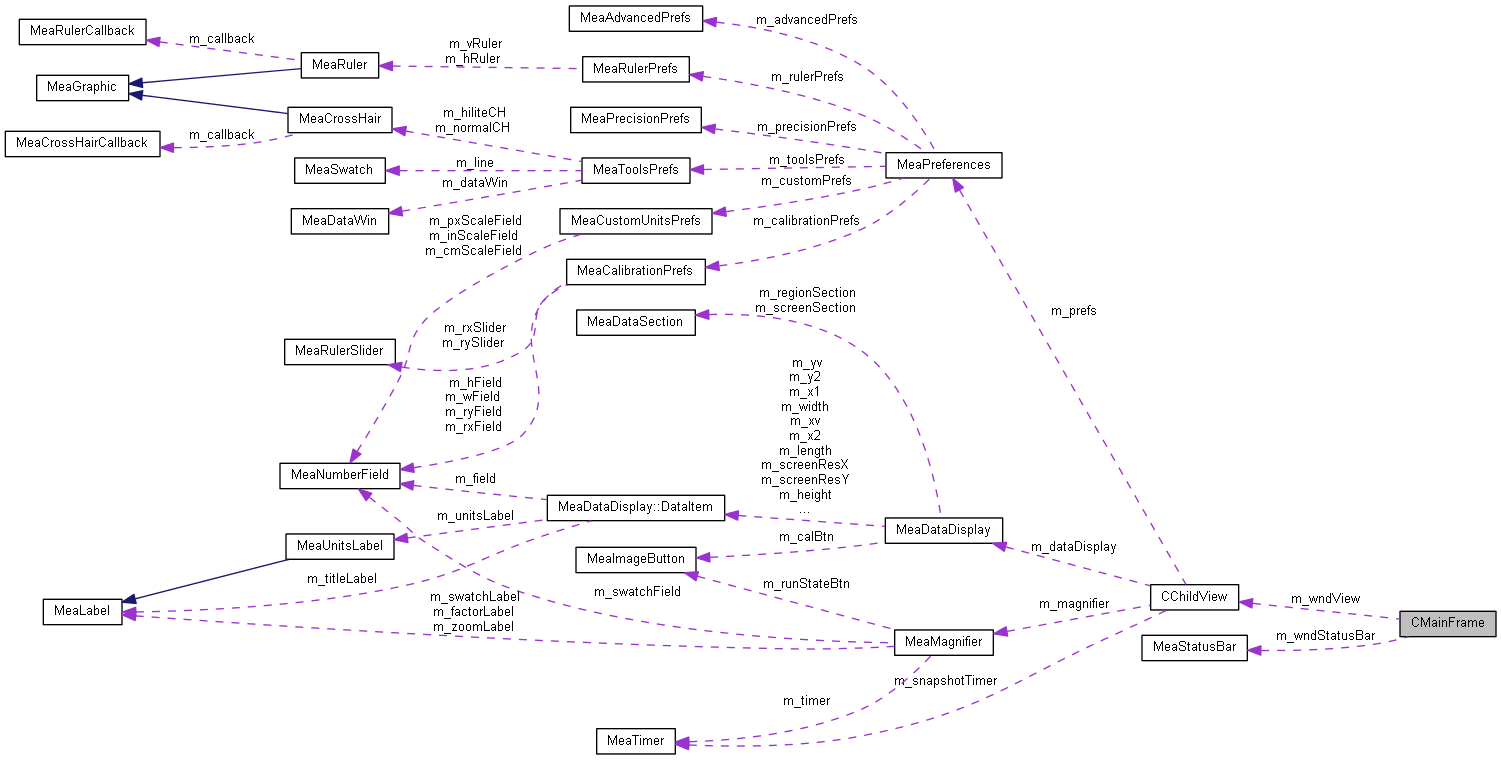 MeaAdvancedPrefs
m_advancedPrefs
MeaRulerCallback
m_callback
m_vRuler
m_hRuler
MeaRuler
MeaRulerPrefs
m_rulerPrefs
MeaGraphic
MeaCrossHair
m_hiliteCH
m_normalCH
MeaPrecisionPrefs
m_precisionPrefs
MeaCrossHairCallback
m_callback
MeaSwatch
m_line
MeaToolsPrefs
m_toolsPrefs
MeaPreferences
m_dataWin
m_customPrefs
MeaDataWin
m_pxScaleField
m_inScaleField
m_cmScaleField
MeaCustomUnitsPrefs
m_calibrationPrefs
MeaCalibrationPrefs
m_regionSection
m_screenSection
MeaDataSection
m_prefs
m_rxSlider
m_rySlider
MeaRulerSlider
m_hField
m_wField
m_ryField
m_rxField
m_yv
m_y2
m_x1
m_width
m_xv
m_x2
m_length
m_screenResX
m_screenResY
m_height
...
MeaNumberField
m_field
MeaDataDisplay::DataItem
m_unitsLabel
MeaDataDisplay
m_calBtn
m_dataDisplay
MeaUnitsLabel
MeaImageButton
m_titleLabel
m_swatchField
m_runStateBtn
m_magnifier
CChildView
m_wndView
MeaLabel
m_swatchLabel
m_factorLabel
m_zoomLabel
MeaMagnifier
CMainFrame
m_wndStatusBar
MeaStatusBar
m_snapshotTimer
m_timer
MeaTimer